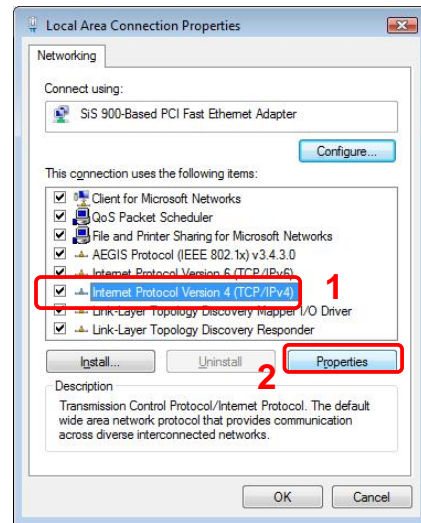 Local Area Connection Properties
Networking
Connect using:
SiS 900-Based PCI Fast Ethernet Adapter
Configure...
This connection uses the following items:
Client for Microsoft Networks
QoS Packet Scheduler
File and Printer Sharing for Microsoft Networks
AEGIS Protocol (IEEE 802.1x) v3.4.3.0
Internet Protocol Version 6 (TCP/IPv6)
Internet Protocol Version 4 (TCP/IPv4) 1
Link-Layer Topology Discovery Mapper I/O Driver
Link-Layer Topology Discovery Responder
Install... Uninstall 2 Properties
Description
Transmission Control Protocol/Internet Protocol. The default
wide area network protocol that provides communication
across diverse interconnected networks.
OK Cancel